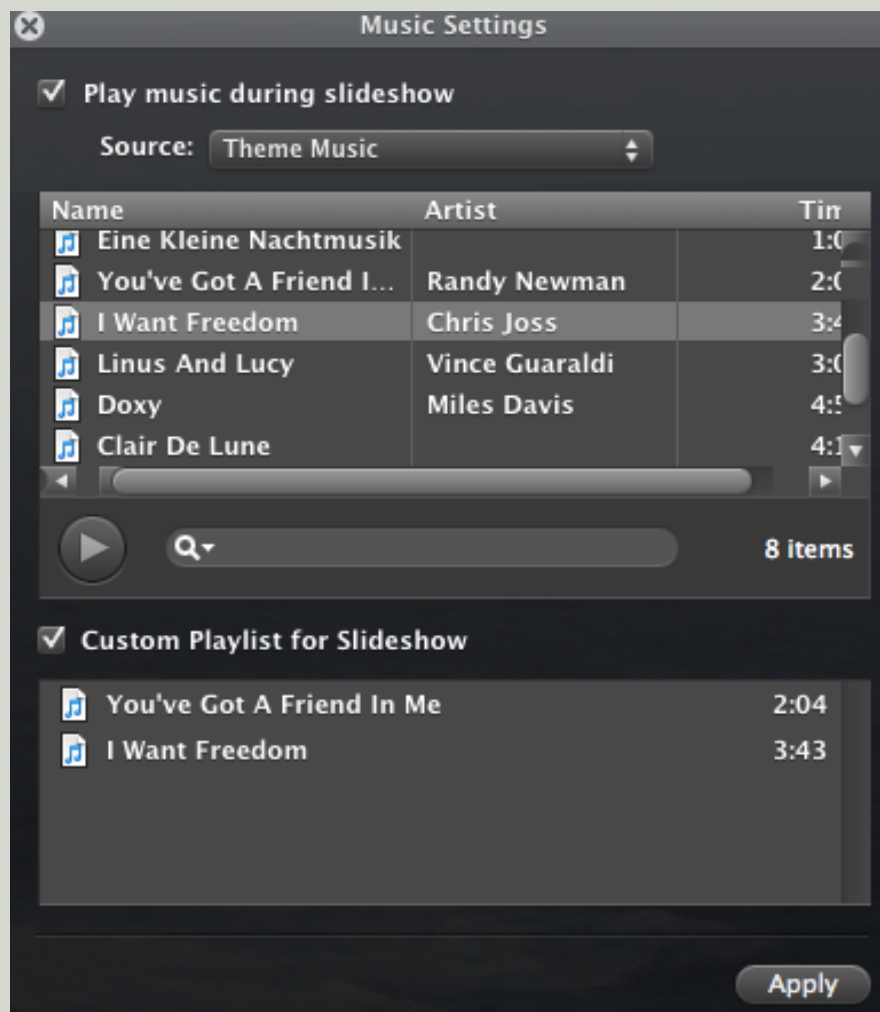 Music Settings
Play music during slideshow
Source: Theme Music
Name Artist
Eine Kleine Nachtmusik
You've Got A Friend I... Randy Newman
I Want Freedom Chris Joss
Linus And Lucy Vince Guaraldi
Doxy Miles Davis
Clair De Lune
8 items
Custom Playlist for Slideshow
You've Got A Friend In Me 2:04
I Want Freedom 3:43
Apply